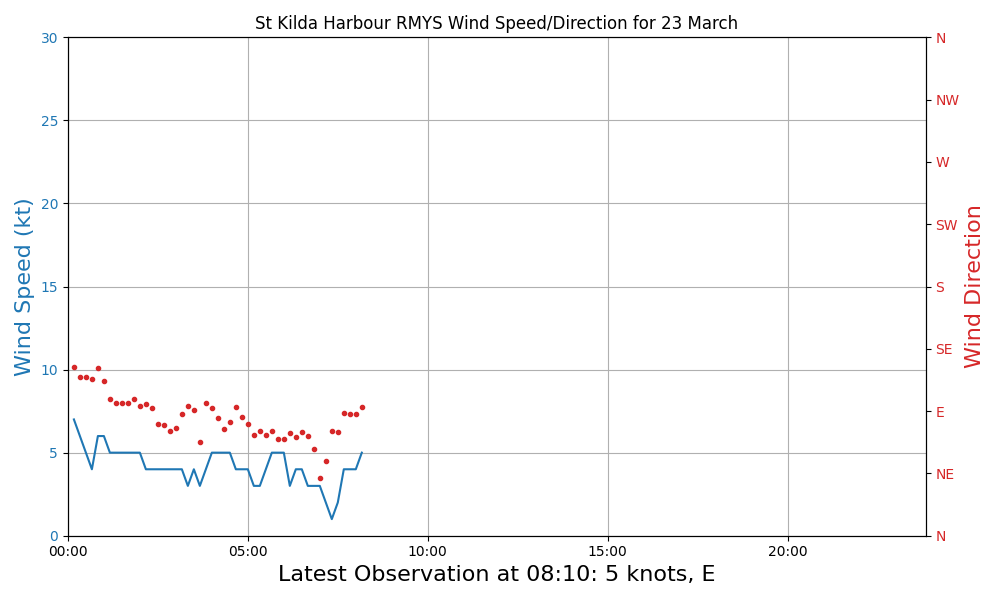 St Kilda Harbour RMYS Wind Speed/Direction for 23 March
30
25
20
15
10
5
0
Wind Speed (kt)
N
NW
W
SW
S
SE
E
NE
N
Wind Direction
00:00 05:00 10:00 15:00 20:00
Latest Observation at 08:10: 5 knots, E